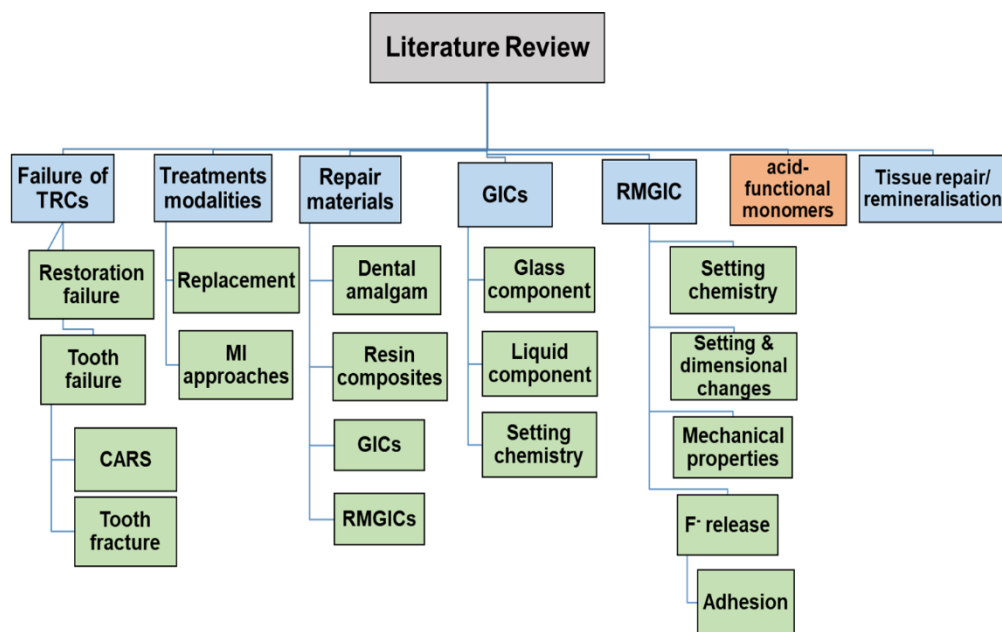 Literature Review
Failure of
TRCs
Restoration
failure
Tooth
failure
CARS
Tooth
fracture
Treatments
modalities
Replacement
MI
approaches
Repair
materials
Dental
amalgam
Resin
composites
GICs
RMGICs
GICs
Glass
component
Liquid
component
Setting
chemistry
RMGIC
Setting
chemistry
Setting &
dimensional
changes
Mechanical
properties
F- release
Adhesion
acid-
functional
monomers
Tissue repair/
remineralisation